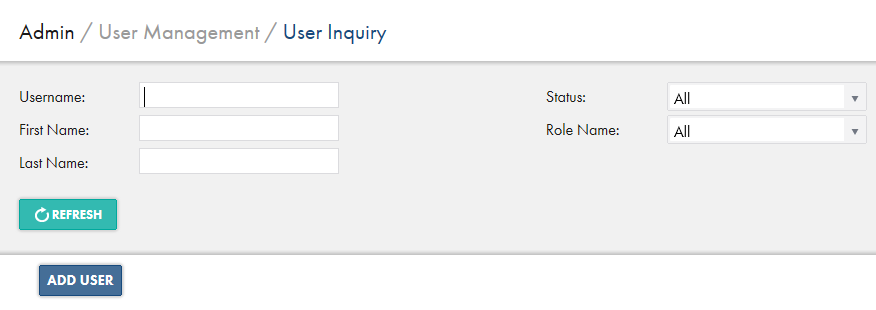 Admin / User Management / User Inquiry
Username:
Status: All
First Name:
Role Name: All
Last Name:
REFRESH
ADD USER